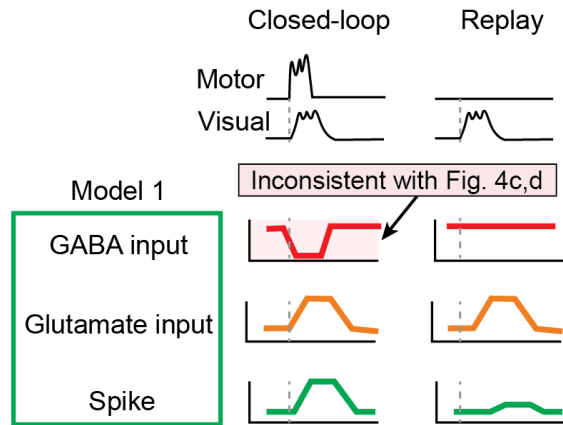 Closed-loop Replay
Motor
Visual
Inconsistent with Fig. 4c,d
Model 1
GABA input
Glutamate input
Spike